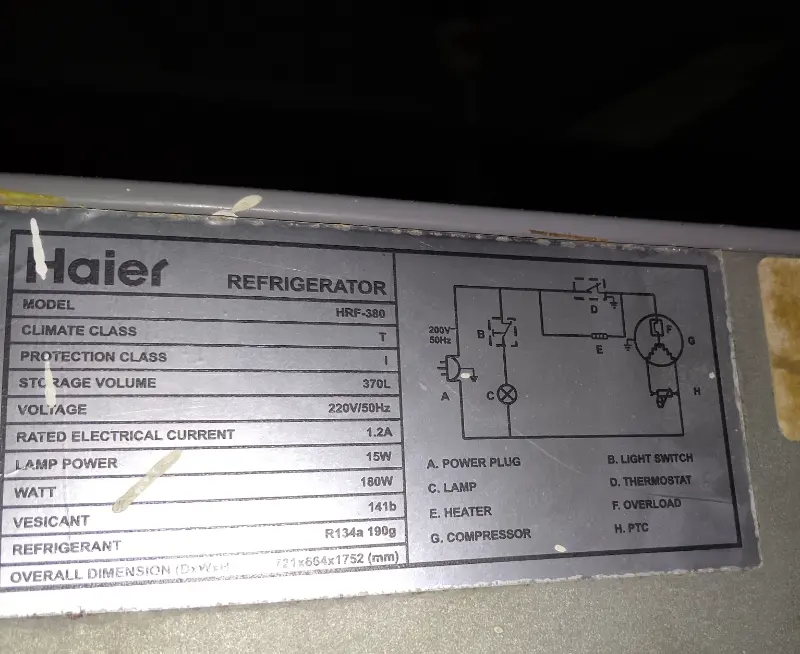 Haier REFRIGERATOR
MODEL HRF-380
CLIMATE CLASS T
PROTECTION CLASS I
STORAGE VOLUME 370L
VOLTAGE 220V/50Hz
RATED ELECTRICAL CURRENT 1.2A
LAMP POWER 15W
WATT 180W
VESICANT 141b
REFRIGERANT R134a 190g
OVERALL DIMENSION (DxWxH 721x664x1752 (mm)
D
200V
50Hz
B
E
F
G
A
C
H
A. POWER PLUG B. LIGHT SWITCH
C. LAMP D. THERMOSTAT
E. HEATER F. OVERLOAD
G. COMPRESSOR H. PTC